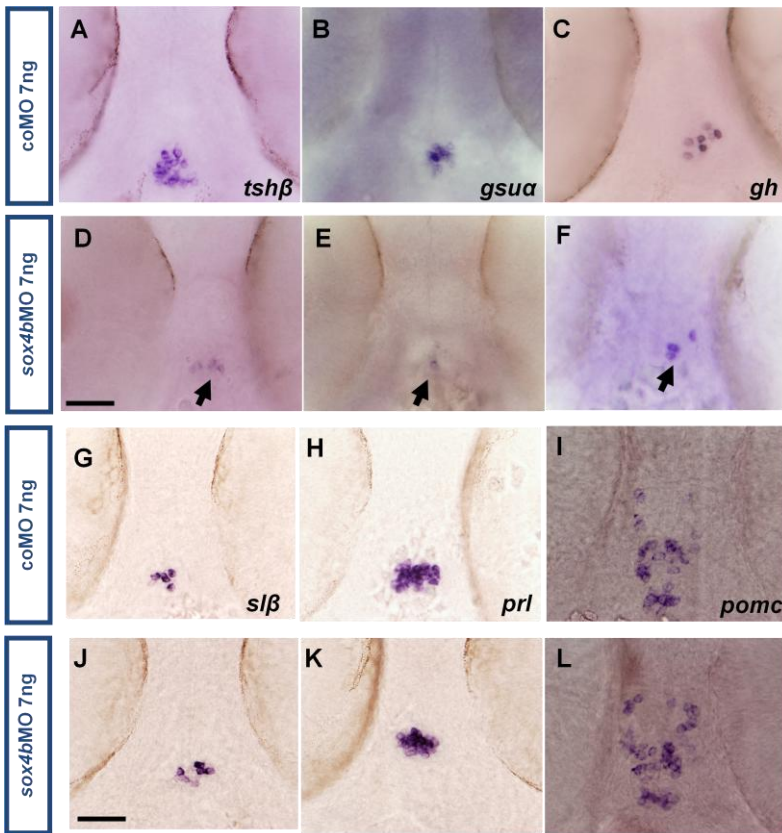 coMO 7ng
A
tshβ
B
gsuα
C
gh
sox4bMO 7ng
D
E
F
coMO 7ng
G
slβ
H
prl
I
pomc
sox4bMO 7ng
J
K
L